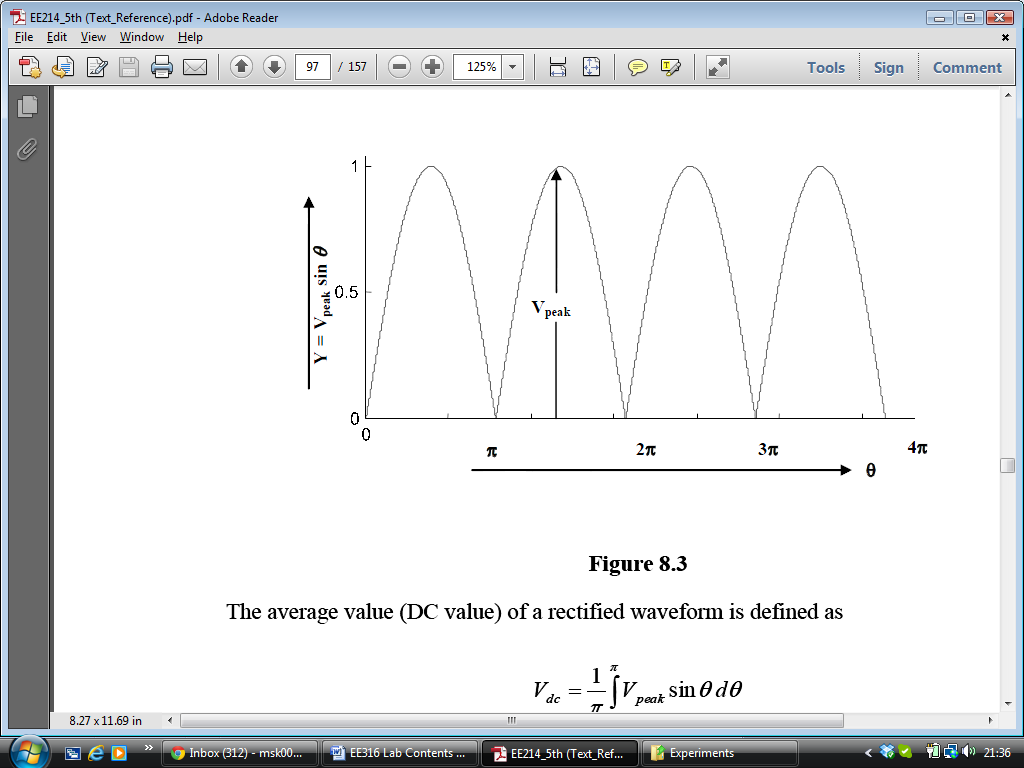 EE214_5th (Text_Reference).pdf - Adobe Reader
File Edit View Window Help
97 / 157 125% Tools Sign Comment
1
0.5
0
0
Y = Vpeak sin θ
Vpeak
π 2π 3π 4π
θ
Figure 8.3
The average value (DC value) of a rectified waveform is defined as
Vdc = 1/π ∫ π Vpeak sin θ dθ
8.27 x 11.69 in
Inbox (312) - msk00... EE316 Lab Contents ... EE214_5th (Text_Ref... Experiments 21:36